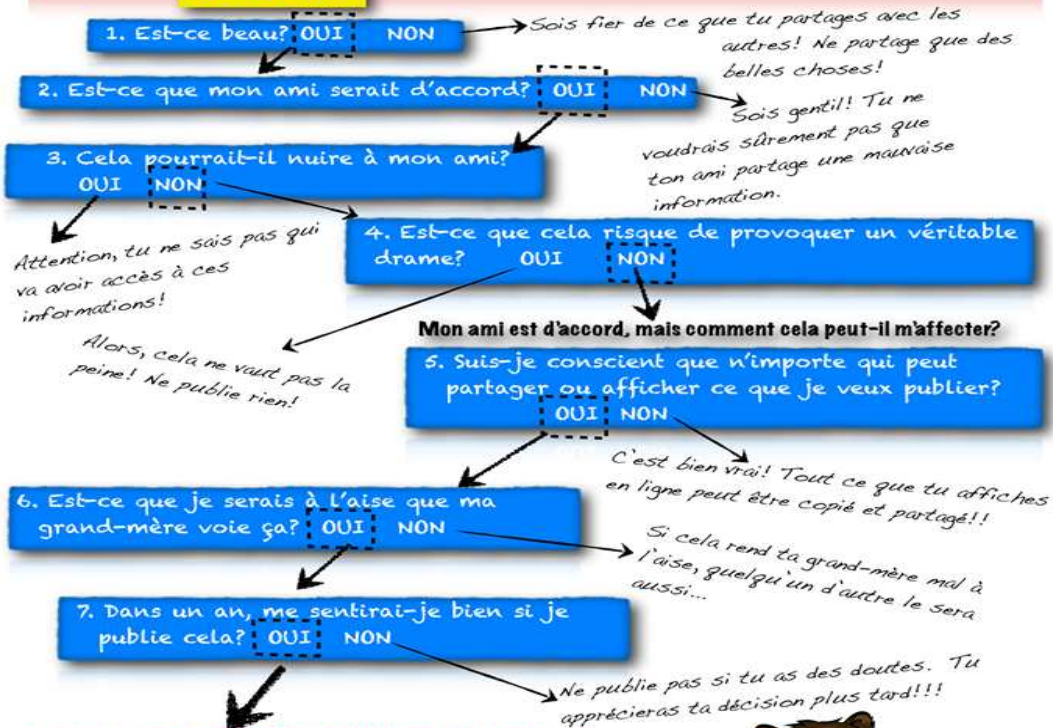 1. Est-ce beau? OUI NON
Sois fier de ce que tu partages avec les
autres! Ne partage que des
belles choses!
2. Est-ce que mon ami serait d'accord? OUI NON
Sois gentil! Tu ne
voudrais sûrement pas que
ton ami partage une mauvaise
information.
3. Cela pourrait-il nuire à mon ami?
OUI NON
Attention, tu ne sais pas qui
va avoir accès à ces
informations!
4. Est-ce que cela risque de provoquer un véritable
drame? OUI NON
Alors, cela ne vaut pas la
peine! Ne publie rien!
Mon ami est d'accord, mais comment cela peut-il m'affecter?
5. Suis-je conscient que n'importe qui peut
partager ou afficher ce que je veux publier?
OUI NON
C'est bien vrai! Tout ce que tu affiches
en ligne peut être copié et partagé!!
6. Est-ce que je serais à l'aise que ma
grand-mère voie ça? OUI NON
Si cela rend ta grand-mère mal à
l'aise, quelqu'un d'autre le sera
aussi...
7. Dans un an, me sentirai-je bien si je
publie cela? OUI NON
Ne publie pas si tu as des doutes. Tu
apprécieras ta décision plus tard!!!